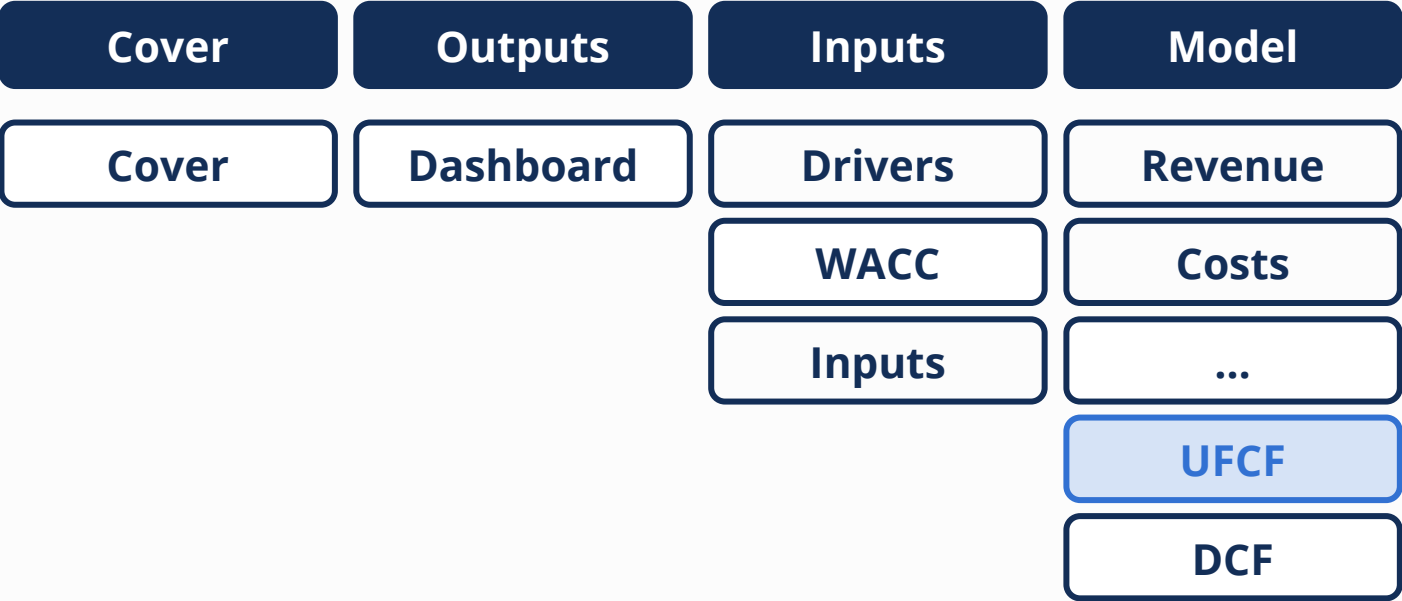 Cover
Outputs
Inputs
Model
Cover
Dashboard
Drivers
Revenue
WACC
Costs
Inputs
...
UFCF
DCF